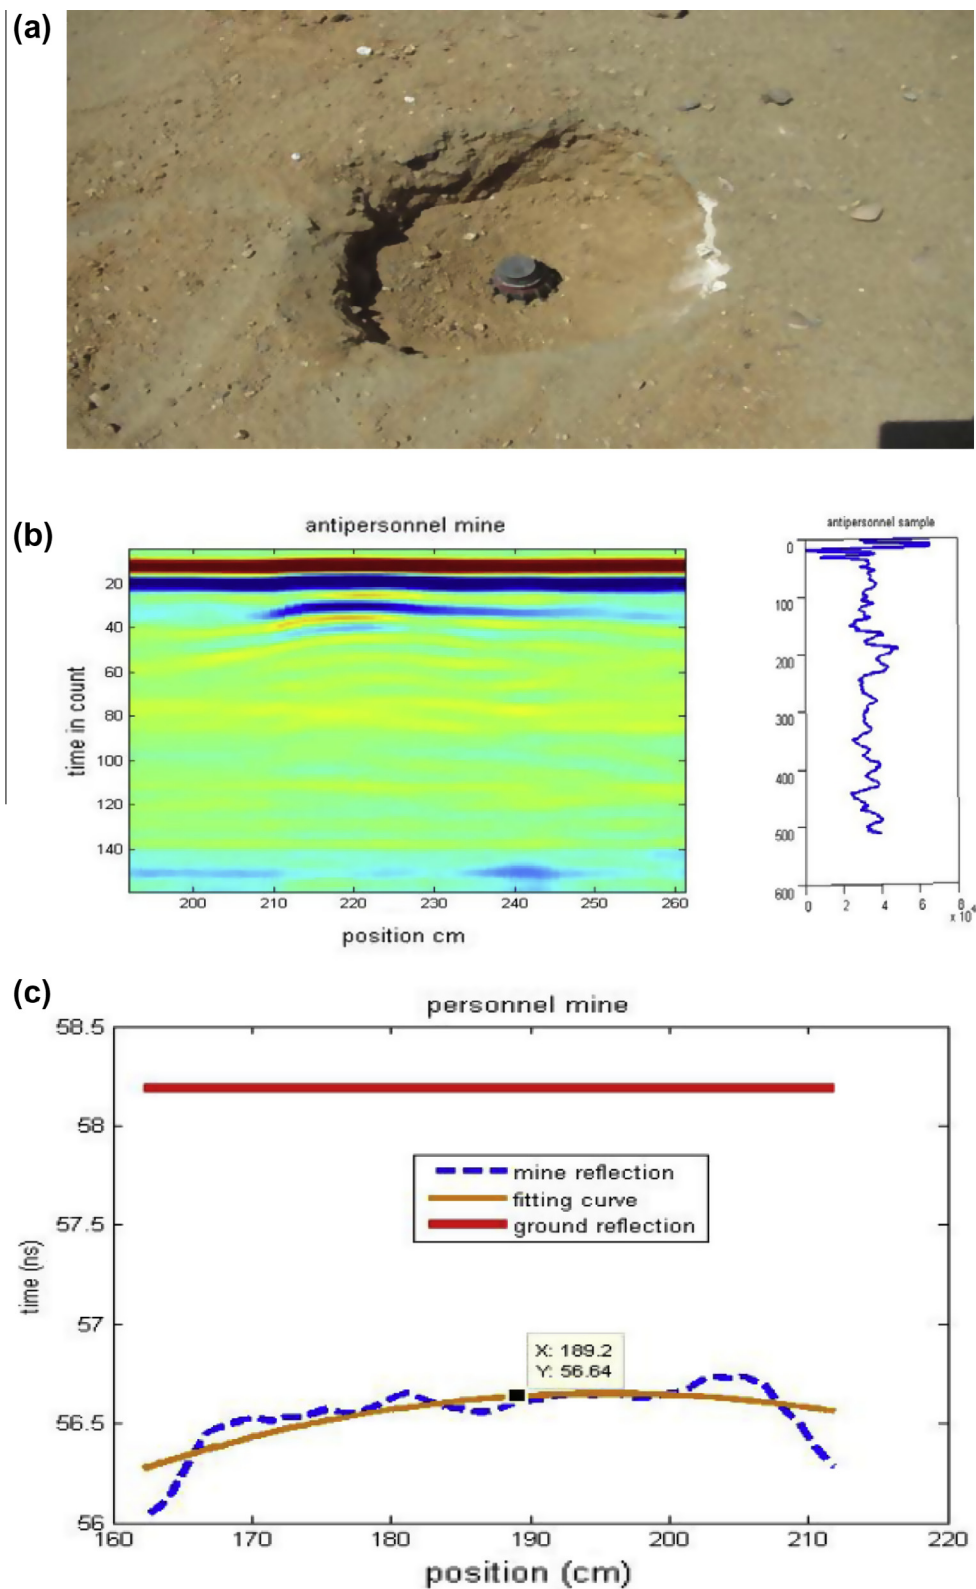 (a)
(b)
antipersonnel mine
time in count
20
40
60
80
100
120
140
200
210
220
230
240
250
260
position cm
antipersonnel sample
0
100
200
300
400
500
600
0
2
4
6
8
x 10⁴
(c)
personnel mine
time (ns)
58.5
58
57.5
57
56.5
56
mine reflection
fitting curve
ground reflection
X: 189.2
Y: 56.64
160
170
180
190
200
210
220
position (cm)